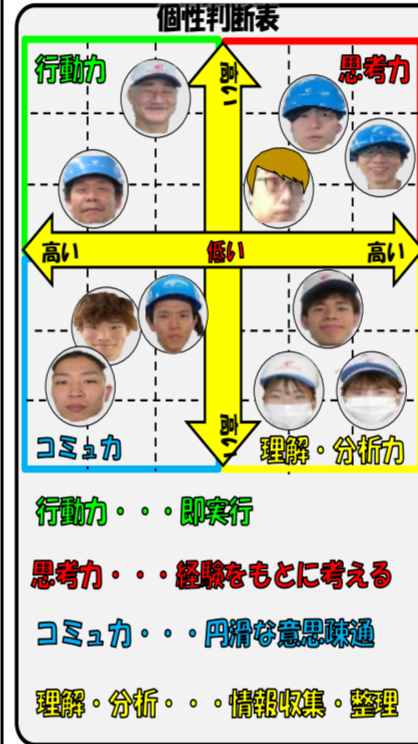 個性判断表
行動力
思考力
高い
高い
低い
高い
高い
コミュ力
理解・分析力
行動力・・・即実行
思考力・・・経験をもとに考える
コミュ力・・・円滑な意思疎通
理解・分析・・・情報収集・整理